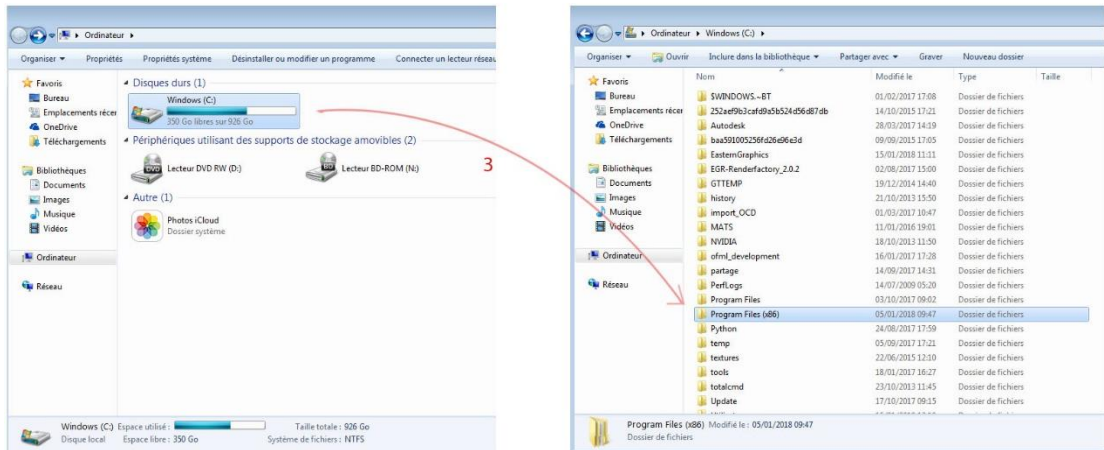 Ordinateur
Organiser Propriétés Propriétés système Désinstaller ou modifier un programme Connecter un lecteur réseau
Favoris
Bureau
Emplacements récen
OneDrive
Téléchargements
Bibliothèques
Documents
Images
Musique
Vidéos
Ordinateur
Réseau
Disques durs (1)
Windows (C:)
350 Go libres sur 926 Go
Périphériques utilisant des supports de stockage amovibles (2)
Lecteur DVD RW (D:) Lecteur BD-ROM (N:)
Autre (1)
Photos iCloud
Dossier système
Windows (C:) Espace utilisé : Taille totale : 926 Go
Disque local Espace libre : 350 Go Système de fichiers : NTFS
3
Ordinateur Windows (C:)
Organiser Ouvrir Inclure dans la bibliothèque Partager avec Graver Nouveau dossier
Favoris
Bureau
Emplacements récen
OneDrive
Téléchargements
Bibliothèques
Documents
Images
Musique
Vidéos
Ordinateur
Réseau
Nom Modifié le Type Taille
$WINDOWS.~BT 01/02/2017 17:08 Dossier de fichiers
252aef9b3cafd9a5b524d56d87db 14/10/2015 17:21 Dossier de fichiers
Autodesk 28/03/2017 14:19 Dossier de fichiers
baa591005256fd26e96e3d 09/09/2015 17:05 Dossier de fichiers
EasternGraphics 15/01/2018 11:11 Dossier de fichiers
EGR-Renderfactory_2.0.2 02/08/2017 15:00 Dossier de fichiers
GTTEMP 19/12/2014 14:40 Dossier de fichiers
history 21/10/2013 15:50 Dossier de fichiers
import_OCD 01/03/2017 10:47 Dossier de fichiers
MATS 11/01/2016 19:01 Dossier de fichiers
NVIDIA 18/10/2013 11:50 Dossier de fichiers
ofml_development 16/01/2017 17:28 Dossier de fichiers
partage 14/09/2017 14:31 Dossier de fichiers
PerfLogs 14/07/2009 05:20 Dossier de fichiers
Program Files 03/10/2017 09:02 Dossier de fichiers
Program Files (x86) 05/01/2018 09:47 Dossier de fichiers
Python 24/08/2017 17:59 Dossier de fichiers
temp 05/09/2017 17:21 Dossier de fichiers
textures 22/06/2015 12:10 Dossier de fichiers
tools 18/01/2017 16:27 Dossier de fichiers
totalcmd 23/10/2013 11:45 Dossier de fichiers
Update 17/10/2017 09:15 Dossier de fichiers
Program Files (x86) Modifié le : 05/01/2018 09:47
Dossier de fichiers